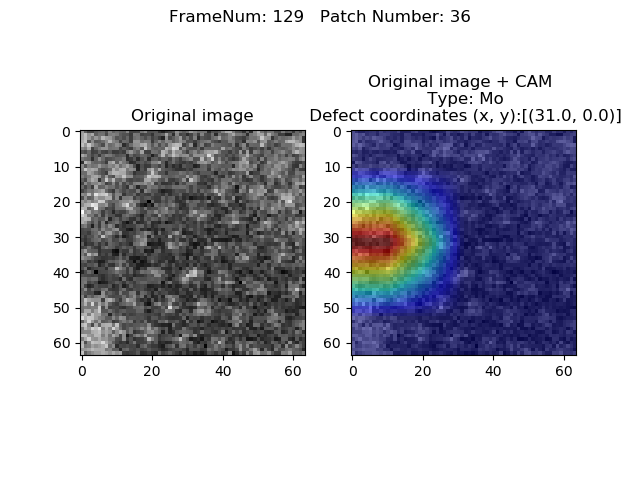 FrameNum: 129   Patch Number: 36
Original image
0
10
20
30
40
50
60
0 20 40 60
Original image + CAM
Type: Mo
Defect coordinates (x, y):[(31.0, 0.0)]
0
10
20
30
40
50
60
0 20 40 60